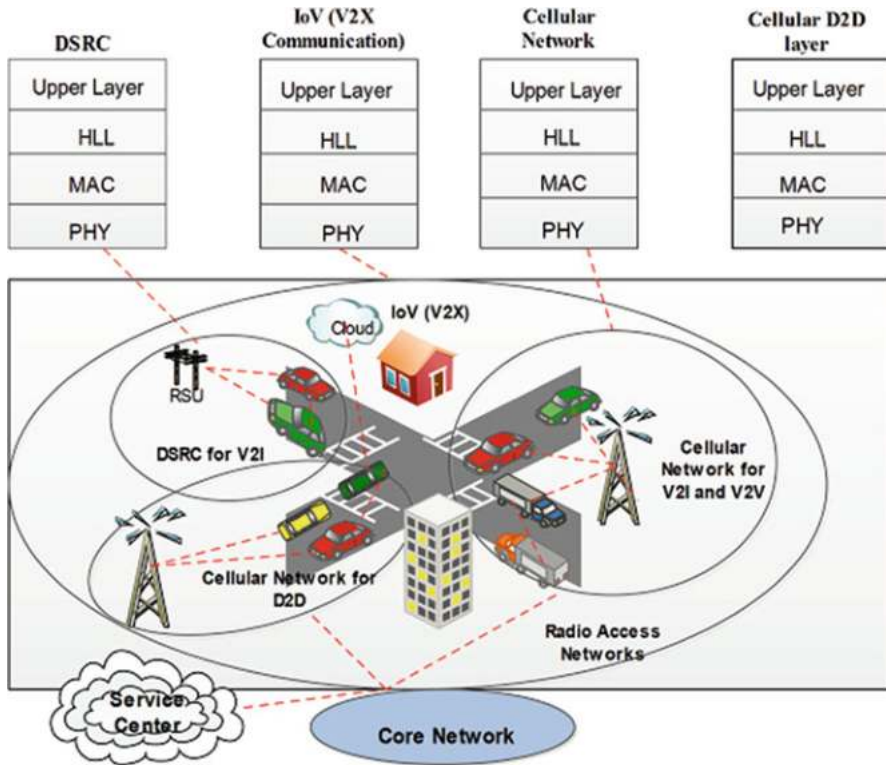 DSRC
IoV (V2X
Communication)
Cellular
Network
Cellular D2D
layer
Upper Layer
HLL
MAC
PHY
Upper Layer
HLL
MAC
PHY
Upper Layer
HLL
MAC
PHY
Upper Layer
HLL
MAC
PHY
Cloud
IoV (V2X)
RSU
DSRC for V2I
Cellular
Network for
V2I and V2V
Cellular Network for
D2D
Radio Access
Networks
Service
Center
Core Network